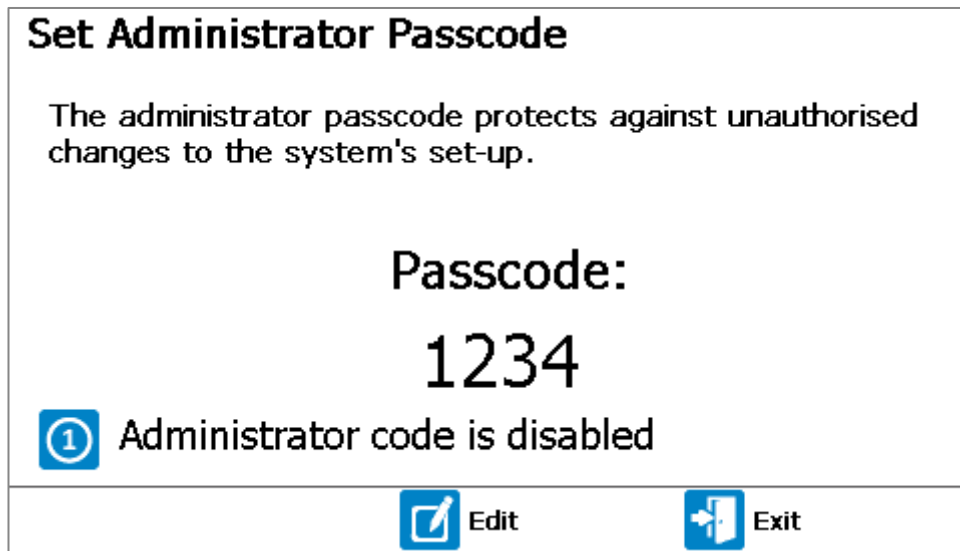 Set Administrator Passcode
The administrator passcode protects against unauthorised
changes to the system's set-up.
Passcode:
1234
1 Administrator code is disabled
Edit Exit